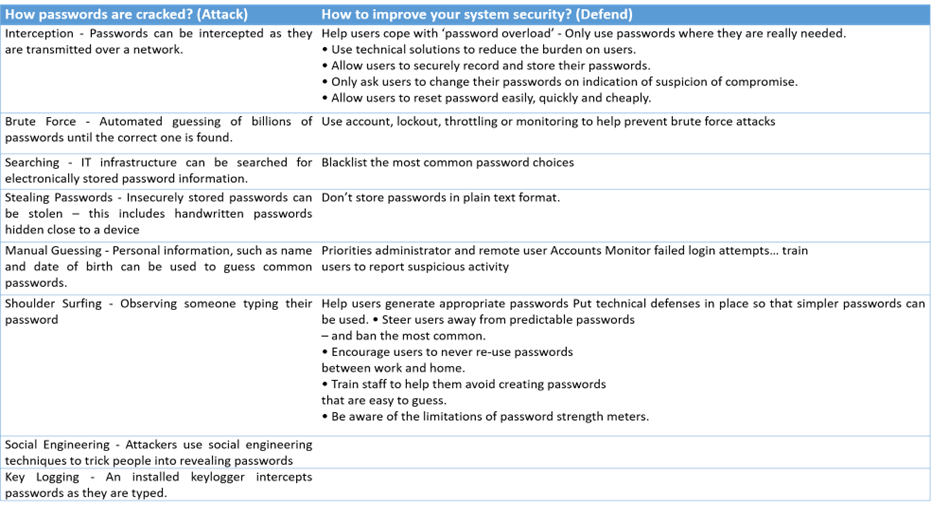 How passwords are cracked? (Attack)
How to improve your system security? (Defend)
Interception - Passwords can be intercepted as they
are transmitted over a network.
Help users cope with ‘password overload’ - Only use passwords where they are really needed.
• Use technical solutions to reduce the burden on users.
• Allow users to securely record and store their passwords.
• Only ask users to change their passwords on indication of suspicion of compromise.
• Allow users to reset password easily, quickly and cheaply.
Brute Force - Automated guessing of billions of
passwords until the correct one is found.
Use account, lockout, throttling or monitoring to help prevent brute force attacks
Searching - IT infrastructure can be searched for
electronically stored password information.
Blacklist the most common password choices
Stealing Passwords - Insecurely stored passwords can
be stolen – this includes handwritten passwords
hidden close to a device
Don’t store passwords in plain text format.
Manual Guessing - Personal information, such as name
and date of birth can be used to guess common
passwords.
Priorities administrator and remote user Accounts Monitor failed login attempts... train
users to report suspicious activity
Shoulder Surfing - Observing someone typing their
password
Help users generate appropriate passwords Put technical defenses in place so that simpler passwords can
be used. • Steer users away from predictable passwords
– and ban the most common.
• Encourage users to never re-use passwords
between work and home.
• Train staff to help them avoid creating passwords
that are easy to guess.
• Be aware of the limitations of password strength meters.
Social Engineering - Attackers use social engineering
techniques to trick people into revealing passwords
Key Logging - An installed keylogger intercepts
passwords as they are typed.